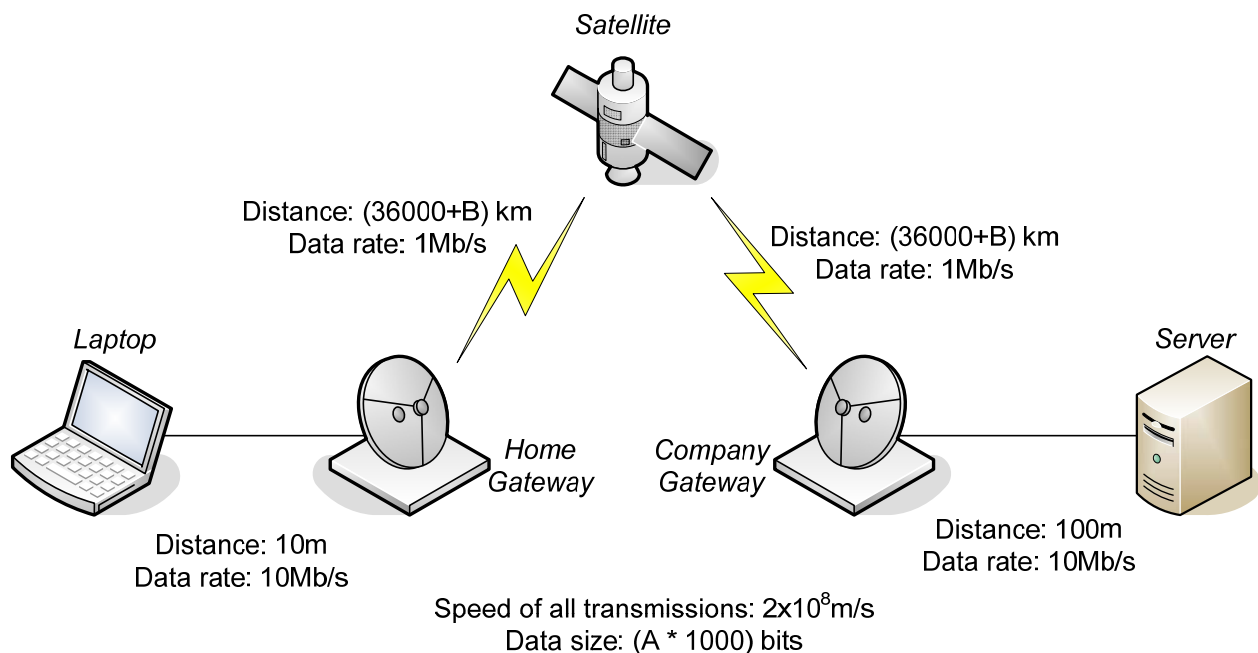 Satellite
Distance: (36000+B) km
Data rate: 1Mb/s
Distance: (36000+B) km
Data rate: 1Mb/s
Laptop
Server
Home
Gateway
Company
Gateway
Distance: 10m
Data rate: 10Mb/s
Distance: 100m
Data rate: 10Mb/s
Speed of all transmissions: 2x10⁸m/s
Data size: (A * 1000) bits